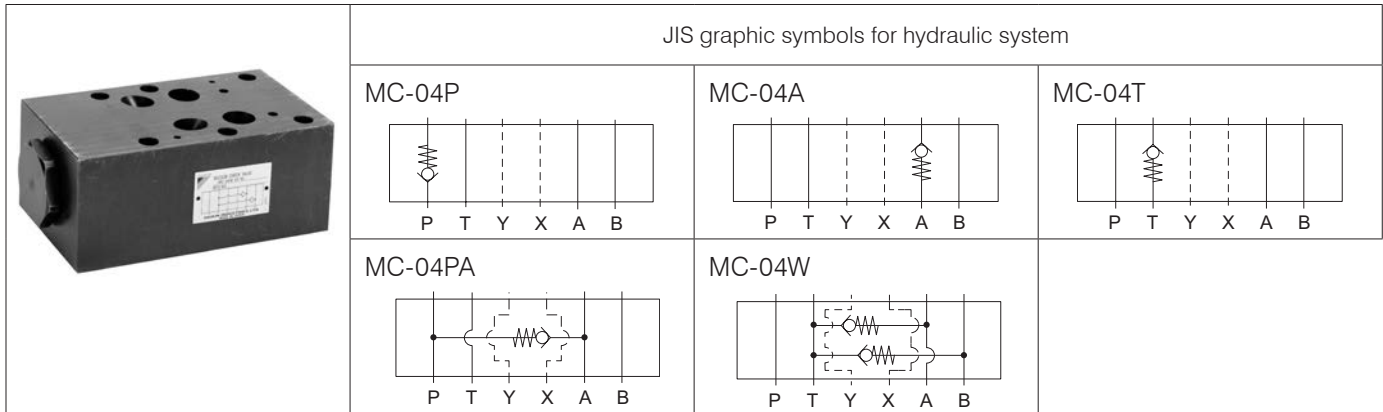 JIS graphic symbols for hydraulic system
MC-04P
P T Y X A B
MC-04A
P T Y X A B
MC-04T
P T Y X A B
MC-04PA
P T Y X A B
MC-04W
P T Y X A B